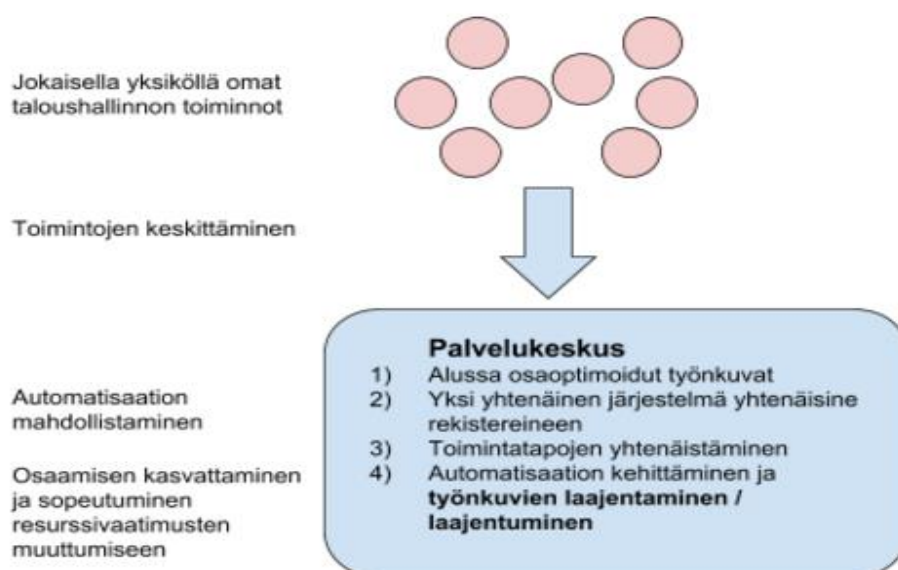 Jokaisella yksiköllä omat
taloushallinnon toiminnot
Toimintojen keskittäminen
Automatisaation
mahdollistaminen
Osaamisen kasvattaminen
ja sopeutuminen
resurssivaatimusten
muuttumiseen
Palvelukeskus
1) Alussa osaoptimoidut työnkuvat
2) Yksi yhtenäinen järjestelmä yhtenäisine
rekistereineen
3) Toimintatapojen yhtenäistäminen
4) Automatisaation kehittäminen ja
työnkuvien laajentaminen /
laajentuminen